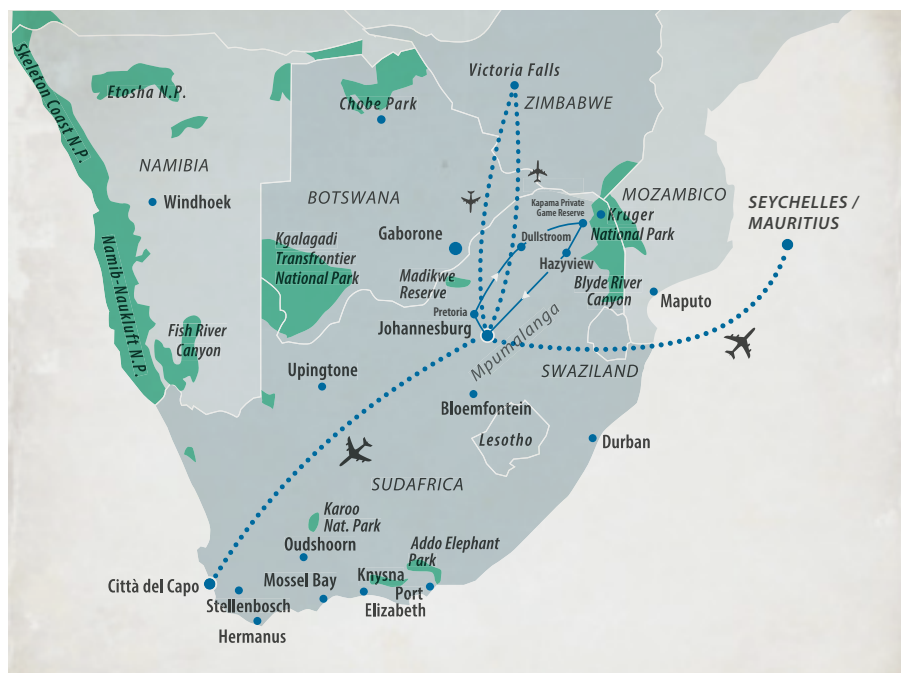 Skeleton Coast N.P.
Etosha N.P.
Chobe Park
Victoria Falls
ZIMBABWE
NAMIBIA
Windhoek
BOTSWANA
Gaborone
Kapama Private
Game Reserve
MOZAMBICO
Kruger
National Park
SEYCHELLES /
MAURITIUS
Kgalagadi
Transfrontier
National Park
Madikwe
Reserve
Dullstroom
Hazyview
Blyde River
Canyon
Maputo
Namib-Naukluft N.P.
Fish River
Canyon
Pretoria
Johannesburg
Mpumalanga
SWAZILAND
Upingtone
Bloemfontein
Lesotho
Durban
SUDAFRICA
Karoo
Nat. Park
Oudshoorn
Addo Elephant
Park
Città del Capo
Stellenbosch
Hermanus
Mossel Bay
Knysna
Port
Elizabeth